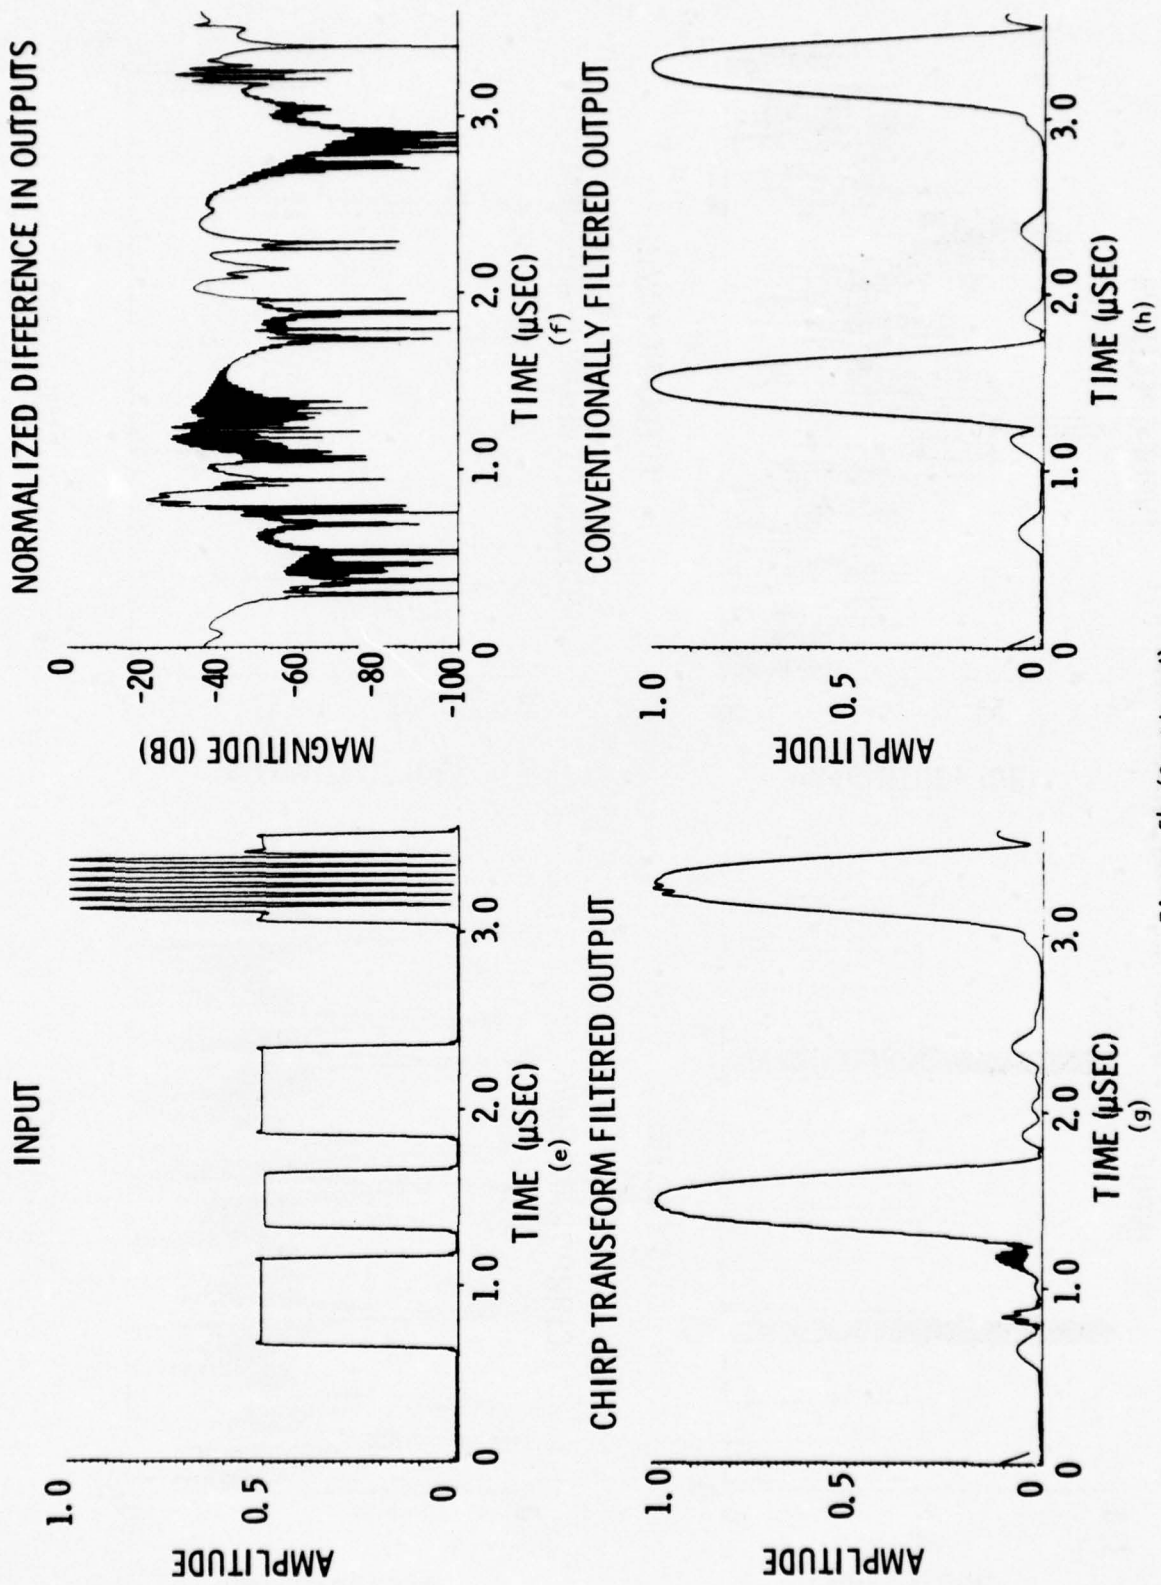 INPUT
AMPLITUDE
1.0
0.5
0
0
1.0
2.0
3.0
TIME (μSEC)
(e)
NORMALIZED DIFFERENCE IN OUTPUTS
MAGNITUDE (DB)
0
-20
-40
-60
-80
-100
0
1.0
2.0
3.0
TIME (μSEC)
(f)
CHIRP TRANSFORM FILTERED OUTPUT
AMPLITUDE
1.0
0.5
0
0
1.0
2.0
3.0
TIME (μSEC)
(g)
CONVENTIONALLY FILTERED OUTPUT
AMPLITUDE
1.0
0.5
0
0
1.0
2.0
3.0
TIME (μSEC)
(h)